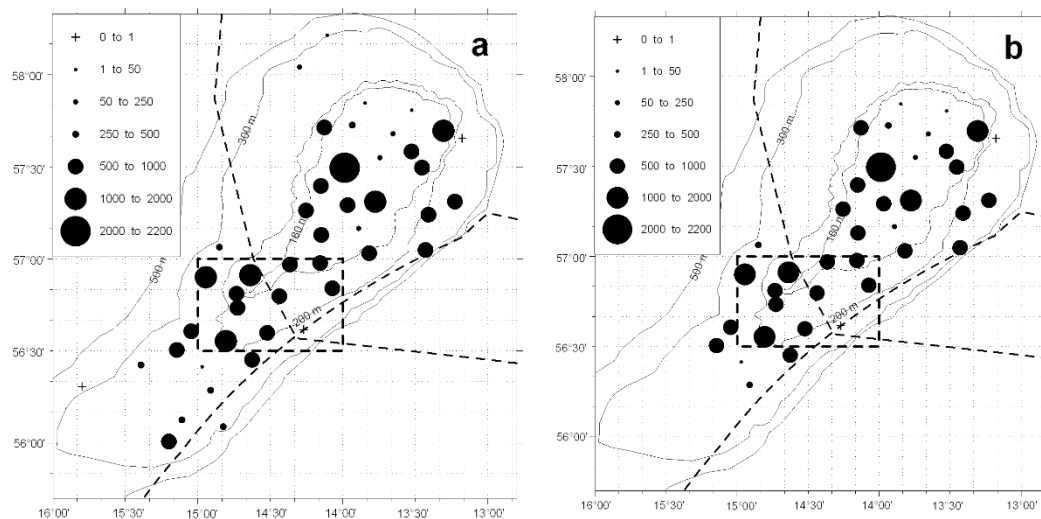 a
0 to 1
1 to 50
50 to 250
250 to 500
500 to 1000
1000 to 2000
2000 to 2200
58°00'
57°30'
57°00'
56°30'
56°00'
300 m
180 m
500 m
200 m
16°00'
15°30'
15°00'
14°30'
14°00'
13°30'
13°00'
b
0 to 1
1 to 50
50 to 250
250 to 500
500 to 1000
1000 to 2000
2000 to 2200
58°00'
57°30'
57°00'
56°30'
56°00'
300 m
180 m
500 m
200 m
16°00'
15°30'
15°00'
14°30'
14°00'
13°30'
13°00'